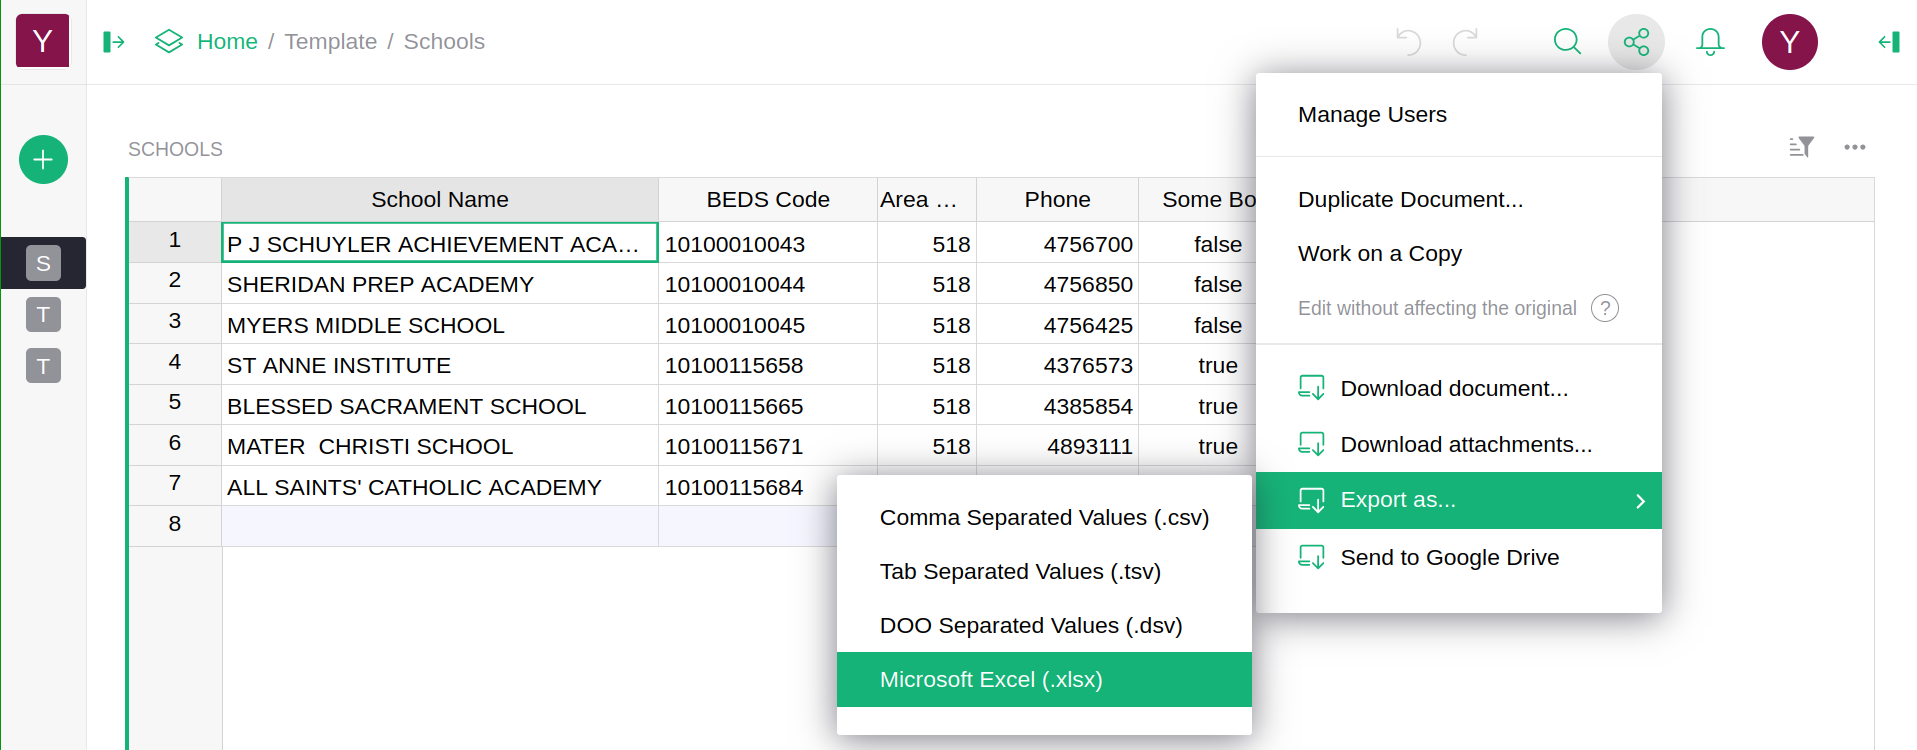 Y
Home / Template / Schools
Y
Manage Users
SCHOOLS
School Name BEDS Code Area … Phone Some Bo
Duplicate Document...
1 P J SCHUYLER ACHIEVEMENT ACA… 10100010043 518 4756700 false
Work on a Copy
S
2 SHERIDAN PREP ACADEMY 10100010044 518 4756850 false
Edit without affecting the original ?
T
3 MYERS MIDDLE SCHOOL 10100010045 518 4756425 false
T
4 ST ANNE INSTITUTE 10100115658 518 4376573 true
Download document...
5 BLESSED SACRAMENT SCHOOL 10100115665 518 4385854 true
Download attachments...
6 MATER  CHRISTI SCHOOL 10100115671 518 4893111 true
7 ALL SAINTS' CATHOLIC ACADEMY 10100115684
Export as...
8
Send to Google Drive
Comma Separated Values (.csv)
Tab Separated Values (.tsv)
DOO Separated Values (.dsv)
Microsoft Excel (.xlsx)